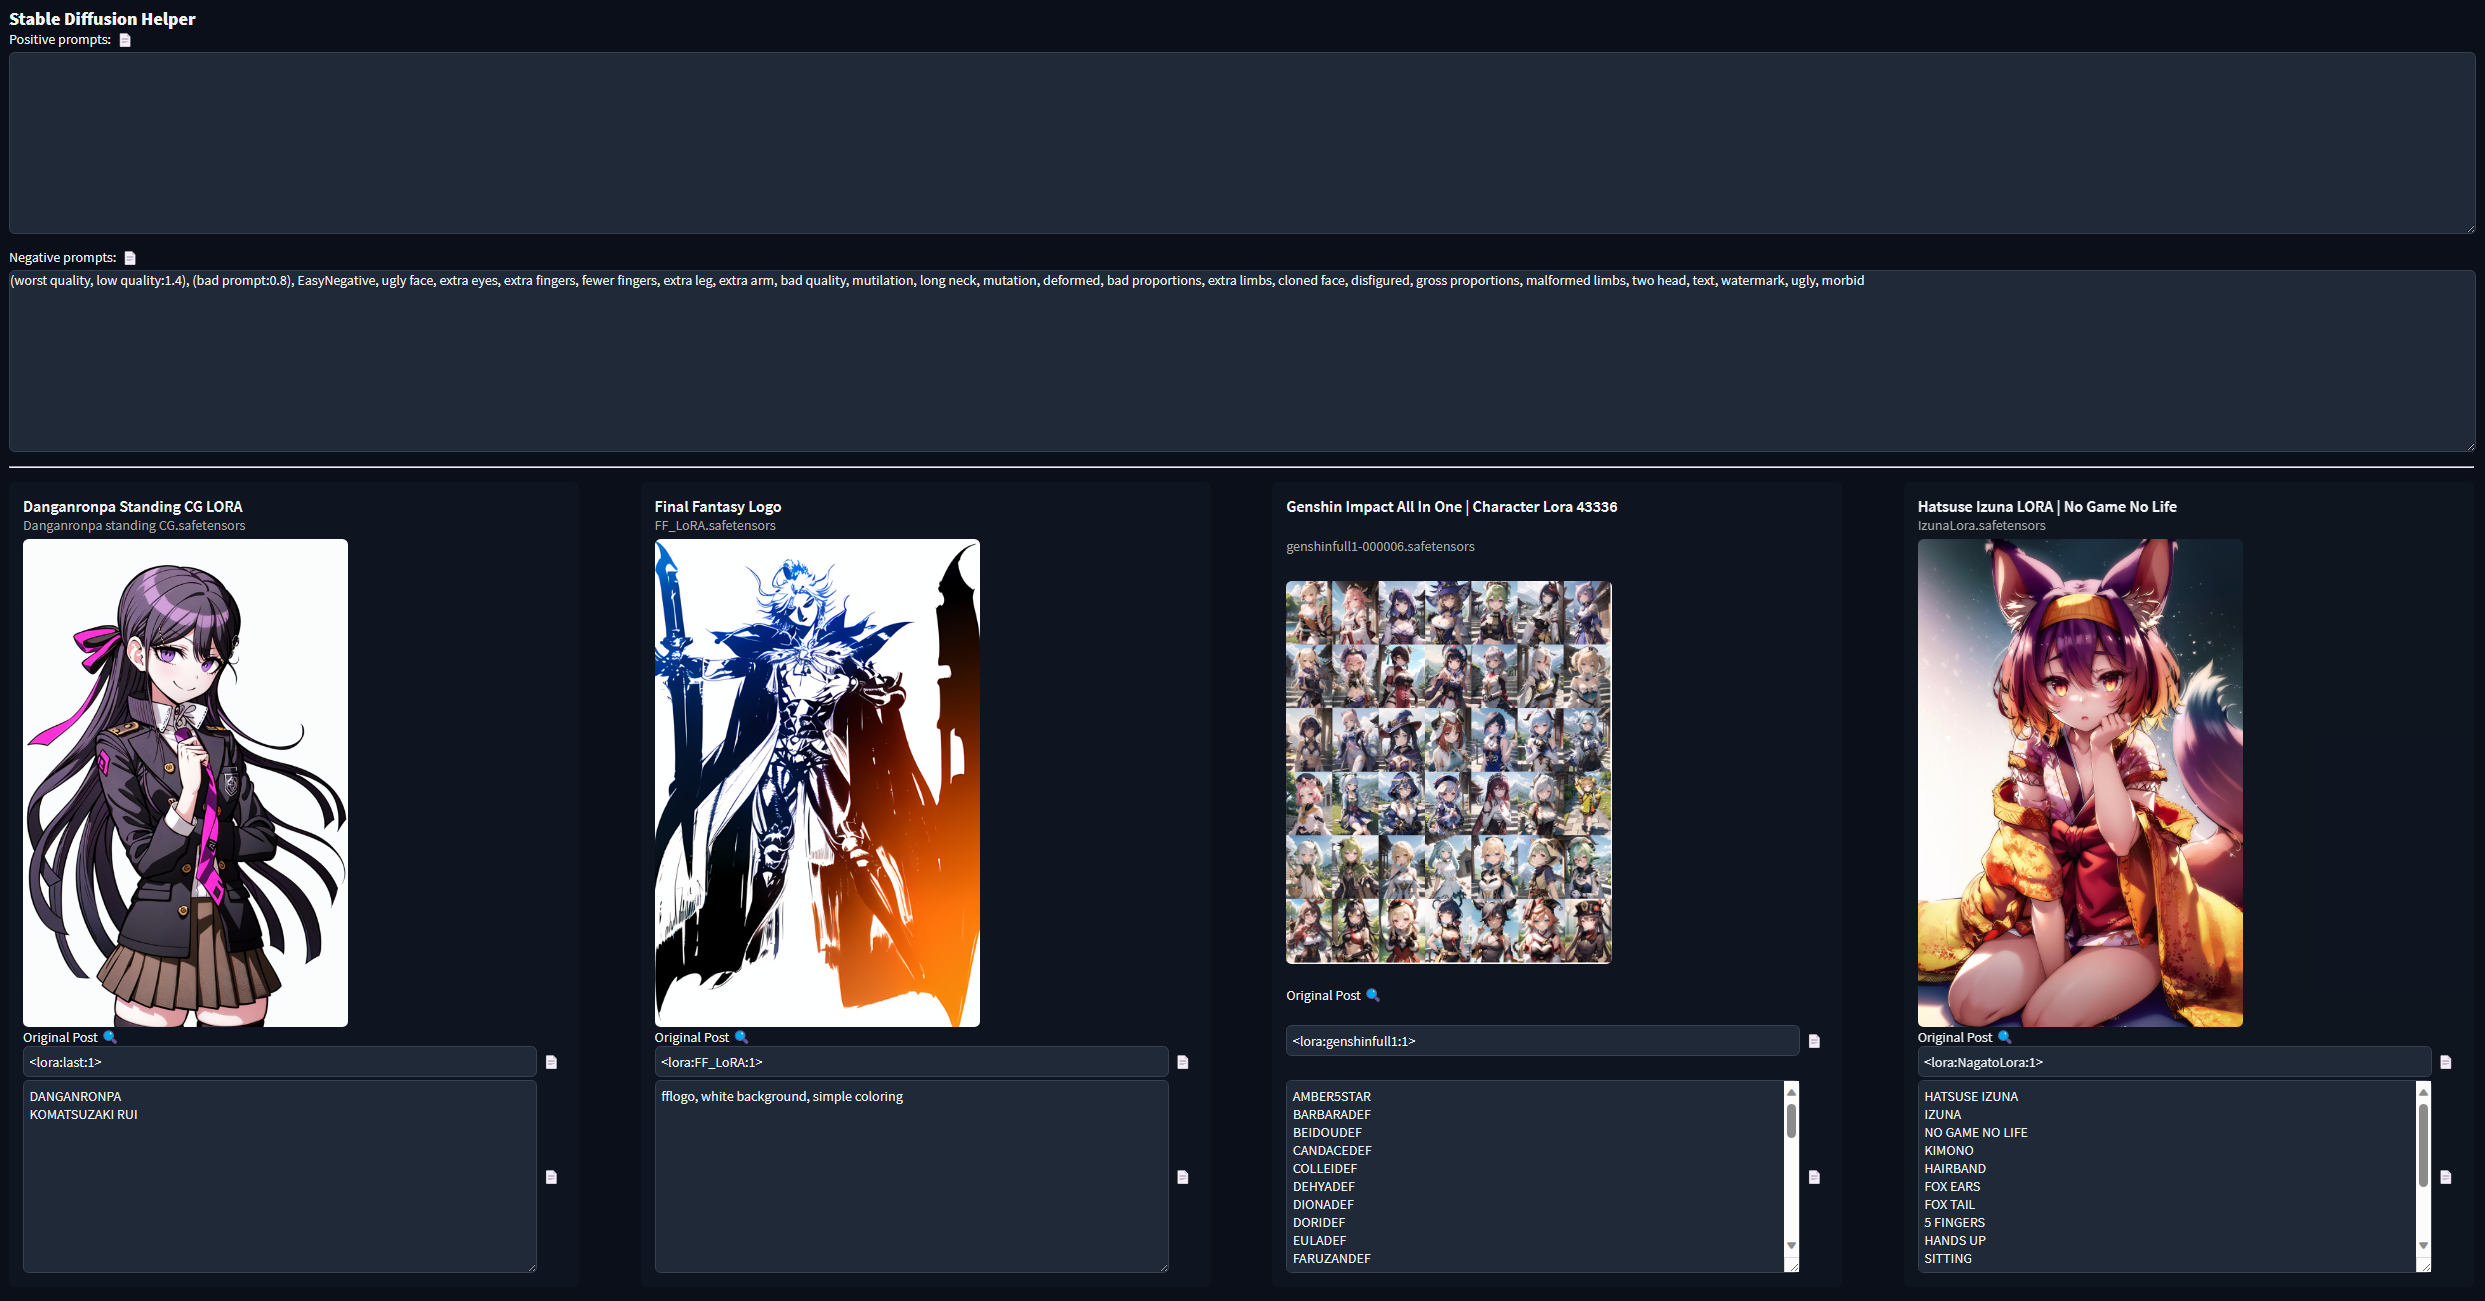 Stable Diffusion Helper
Positive prompts:
Negative prompts:
(worst quality, low quality:1.4), (bad prompt:0.8), EasyNegative, ugly face, extra eyes, extra fingers, fewer fingers, extra leg, extra arm, bad quality, mutilation, long neck, mutation, deformed, bad proportions, extra limbs, cloned face, disfigured, gross proportions, malformed limbs, two head, text, watermark, ugly, morbid
Danganronpa Standing CG LORA
Danganronpa standing CG.safetensors
Original Post
<lora:last:1>
DANGANRONPA
KOMATSUZAKI RUI
Final Fantasy Logo
FF_LoRA.safetensors
Original Post
<lora:FF_LoRA:1>
fflogo, white background, simple coloring
Genshin Impact All In One | Character Lora 43336
genshinfull1-000006.safetensors
Original Post
<lora:genshinfull1:1>
AMBER5STAR
BARBARADEF
BEIDOUDEF
CANDACEDEF
COLLEIDEF
DEHYADEF
DIONADEF
DORIDEF
EULADEF
FARUZANDEF
Hatsuse Izuna LORA | No Game No Life
IzunaLora.safetensors
Original Post
<lora:NagatoLora:1>
HATSUSE IZUNA
IZUNA
NO GAME NO LIFE
KIMONO
HAIRBAND
FOX EARS
FOX TAIL
5 FINGERS
HANDS UP
SITTING